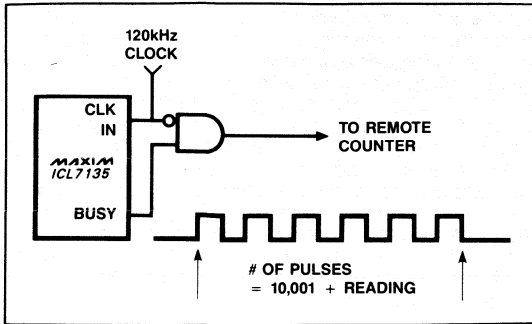 120kHz
CLOCK
CLK
IN
TO REMOTE
COUNTER
MAXIM
ICL7135
BUSY
# OF PULSES
= 10,001 + READING